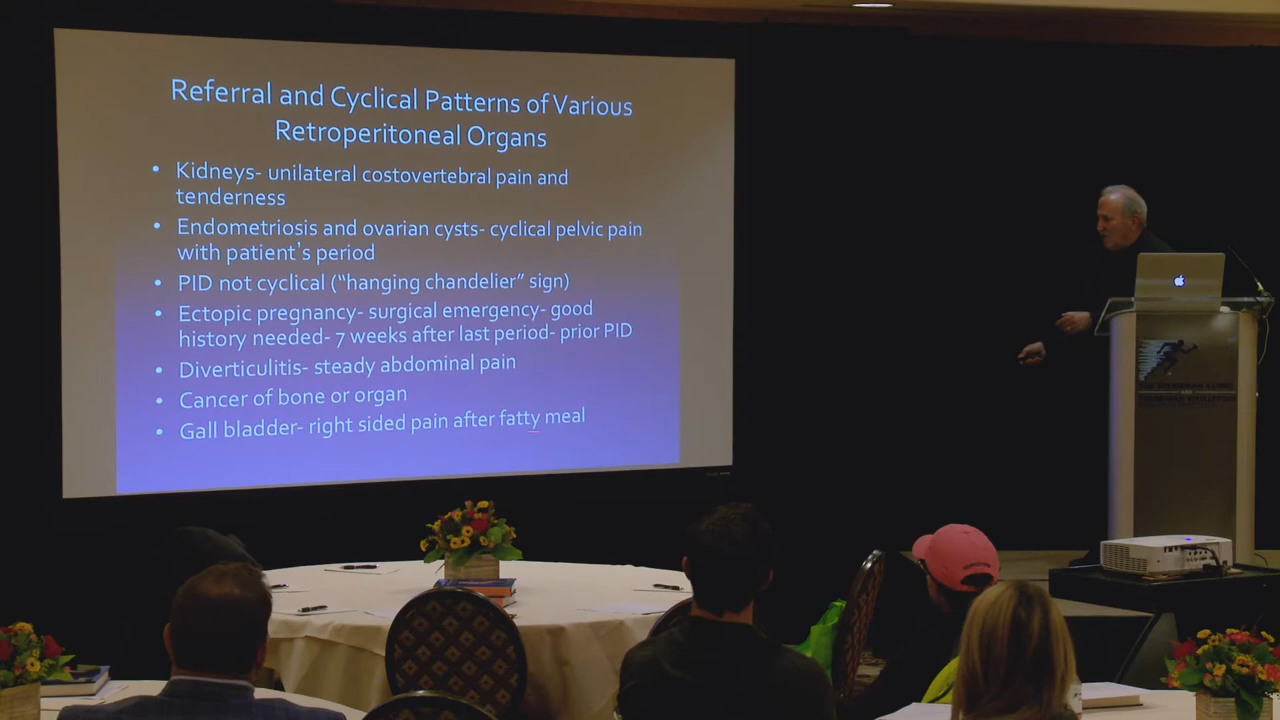 Referral and Cyclical Patterns of Various
Retroperitoneal Organs
• Kidneys- unilateral costovertebral pain and
tenderness
• Endometriosis and ovarian cysts- cyclical pelvic pain
with patient's period
• PID not cyclical (“hanging chandelier” sign)
• Ectopic pregnancy- surgical emergency- good
history needed- 7 weeks after last period- prior PID
• Diverticulitis- steady abdominal pain
• Cancer of bone or organ
• Gall bladder- right sided pain after fatty meal